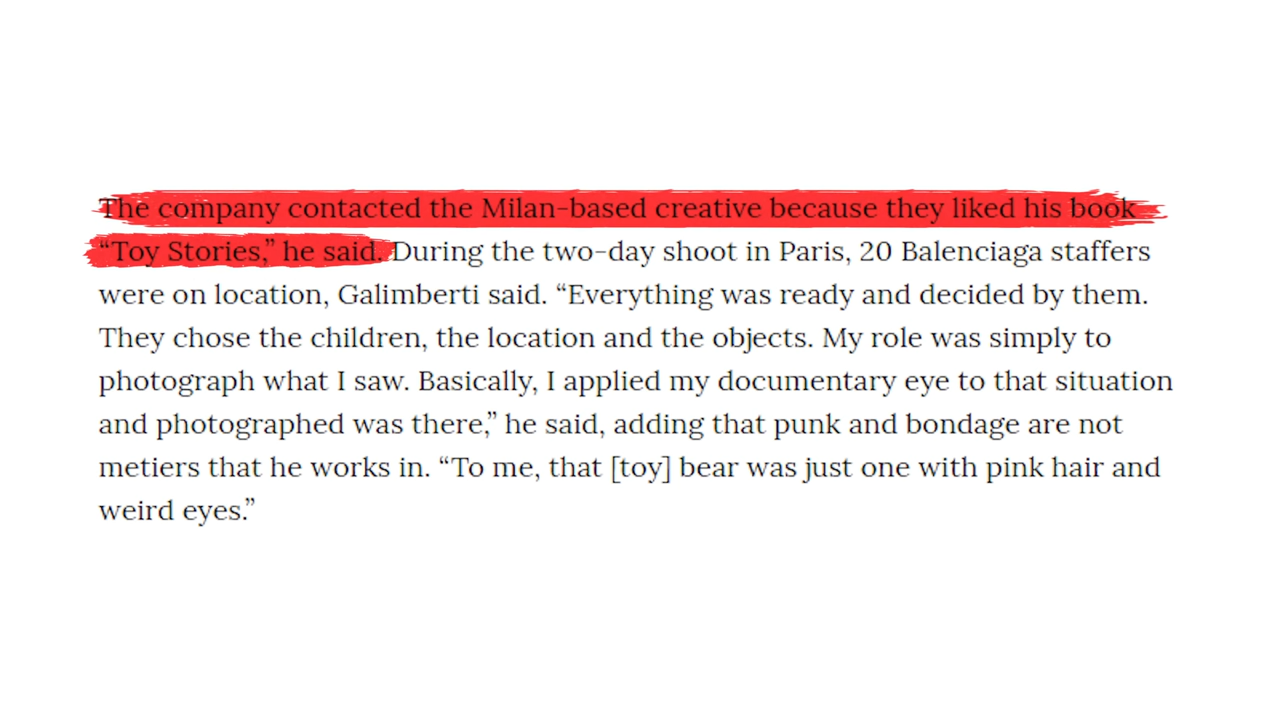 The company contacted the Milan-based creative because they liked his book
“Toy Stories,” he said. During the two-day shoot in Paris, 20 Balenciaga staffers
were on location, Galimberti said. “Everything was ready and decided by them.
They chose the children, the location and the objects. My role was simply to
photograph what I saw. Basically, I applied my documentary eye to that situation
and photographed was there,” he said, adding that punk and bondage are not
metiers that he works in. “To me, that [toy] bear was just one with pink hair and
weird eyes.”